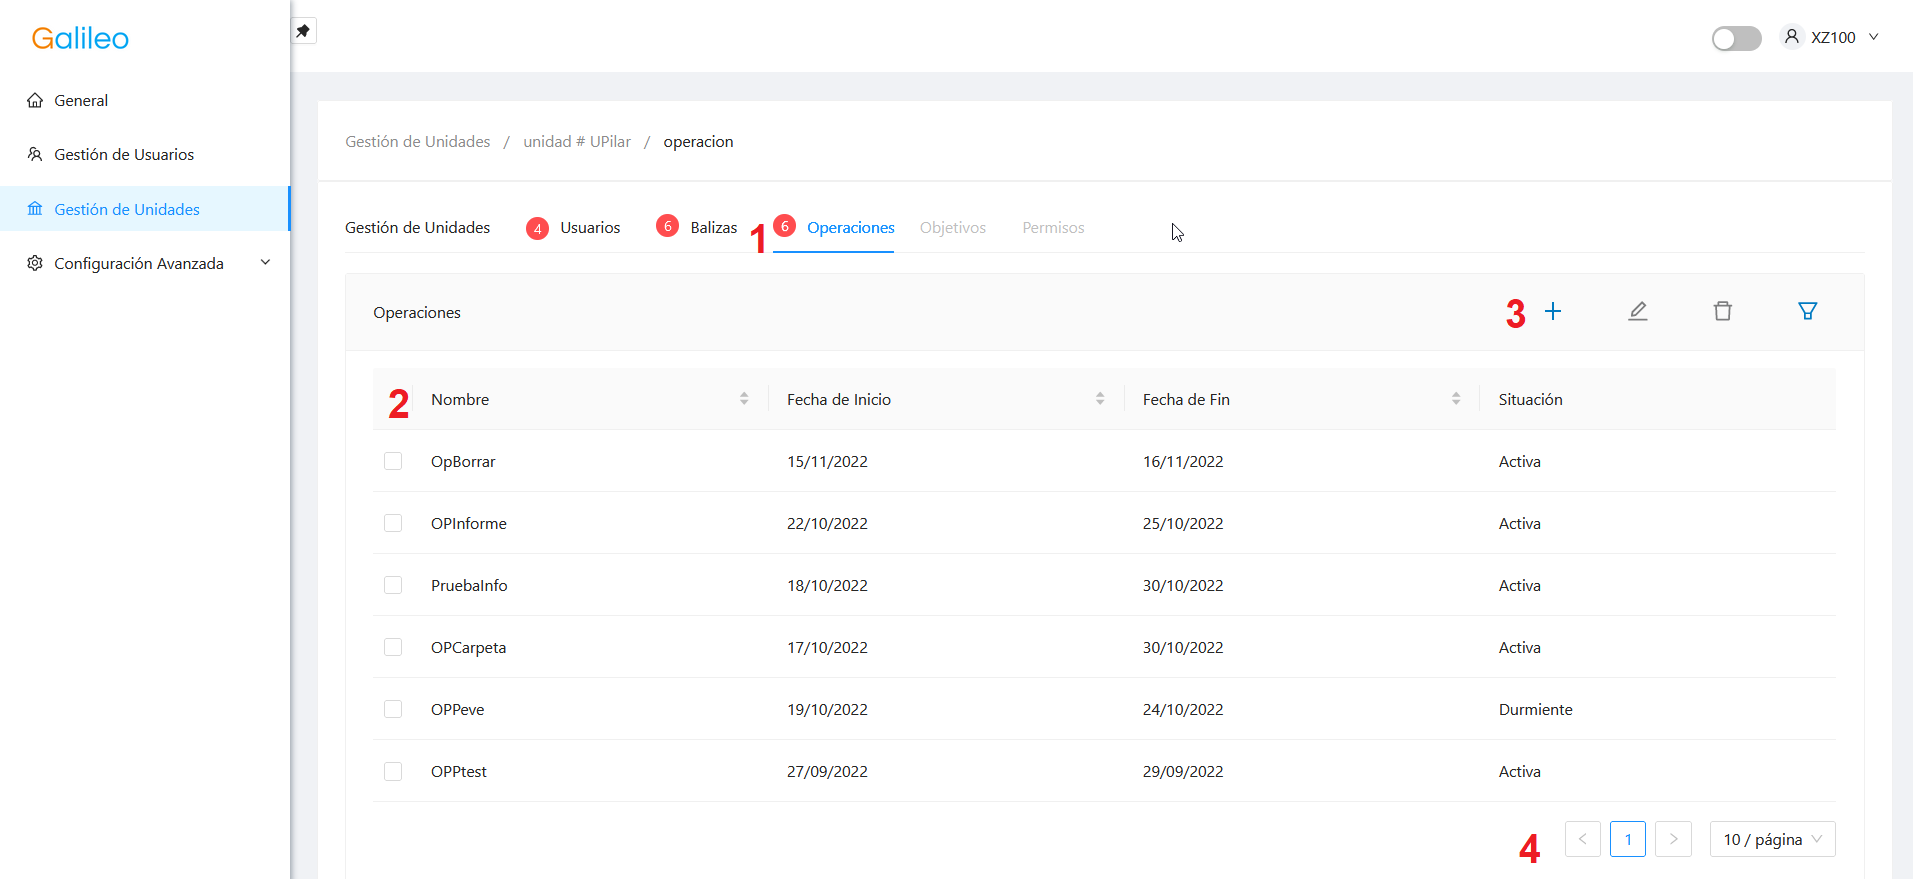 Galileo
XZ100
General
Gestión de Usuarios
Gestión de Unidades
Configuración Avanzada
Gestión de Unidades / unidad # UPilar / operacion
Gestión de Unidades 4 Usuarios 6 Balizas 1 6 Operaciones Objetivos Permisos
Operaciones 3
2 Nombre Fecha de Inicio Fecha de Fin Situación
OpBorrar 15/11/2022 16/11/2022 Activa
OPInforme 22/10/2022 25/10/2022 Activa
PruebaInfo 18/10/2022 30/10/2022 Activa
OPCarpeta 17/10/2022 30/10/2022 Activa
OPPeve 19/10/2022 24/10/2022 Durmiente
OPPtest 27/09/2022 29/09/2022 Activa
4 < 1 > 10 / página